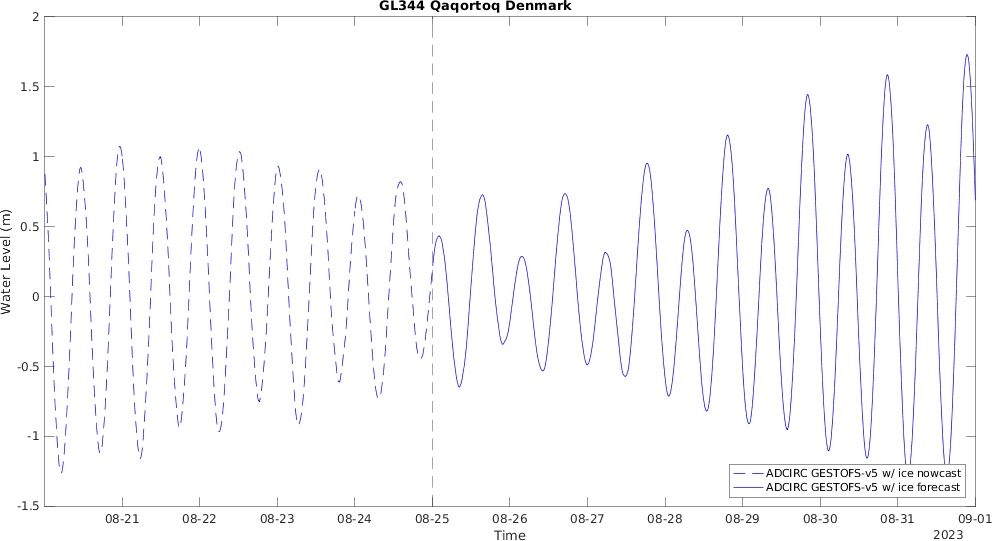 GL344 Qaqortoq Denmark
2
1.5
1
0.5
0
-0.5
-1
-1.5
Water Level (m)
ADCIRC GESTOFS-v5 w/ ice nowcast
ADCIRC GESTOFS-v5 w/ ice forecast
08-21 08-22 08-23 08-24 08-25 08-26 08-27 08-28 08-29 08-30 08-31 09-01
Time
2023